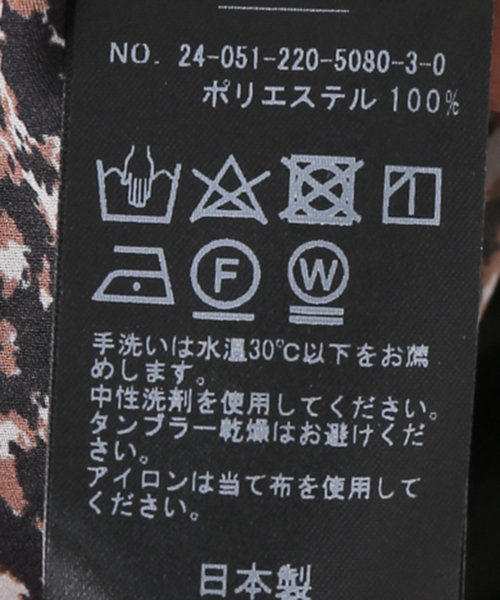 NO. 24-051-220-5080-3-0
ポリエステル 100%
F W
手洗いは水温30℃以下をお薦
めします。
中性洗剤を使用してください。
タンブラー乾燥はお避けくだ
さい。
アイロンは当て布を使用して
ください。
日本製